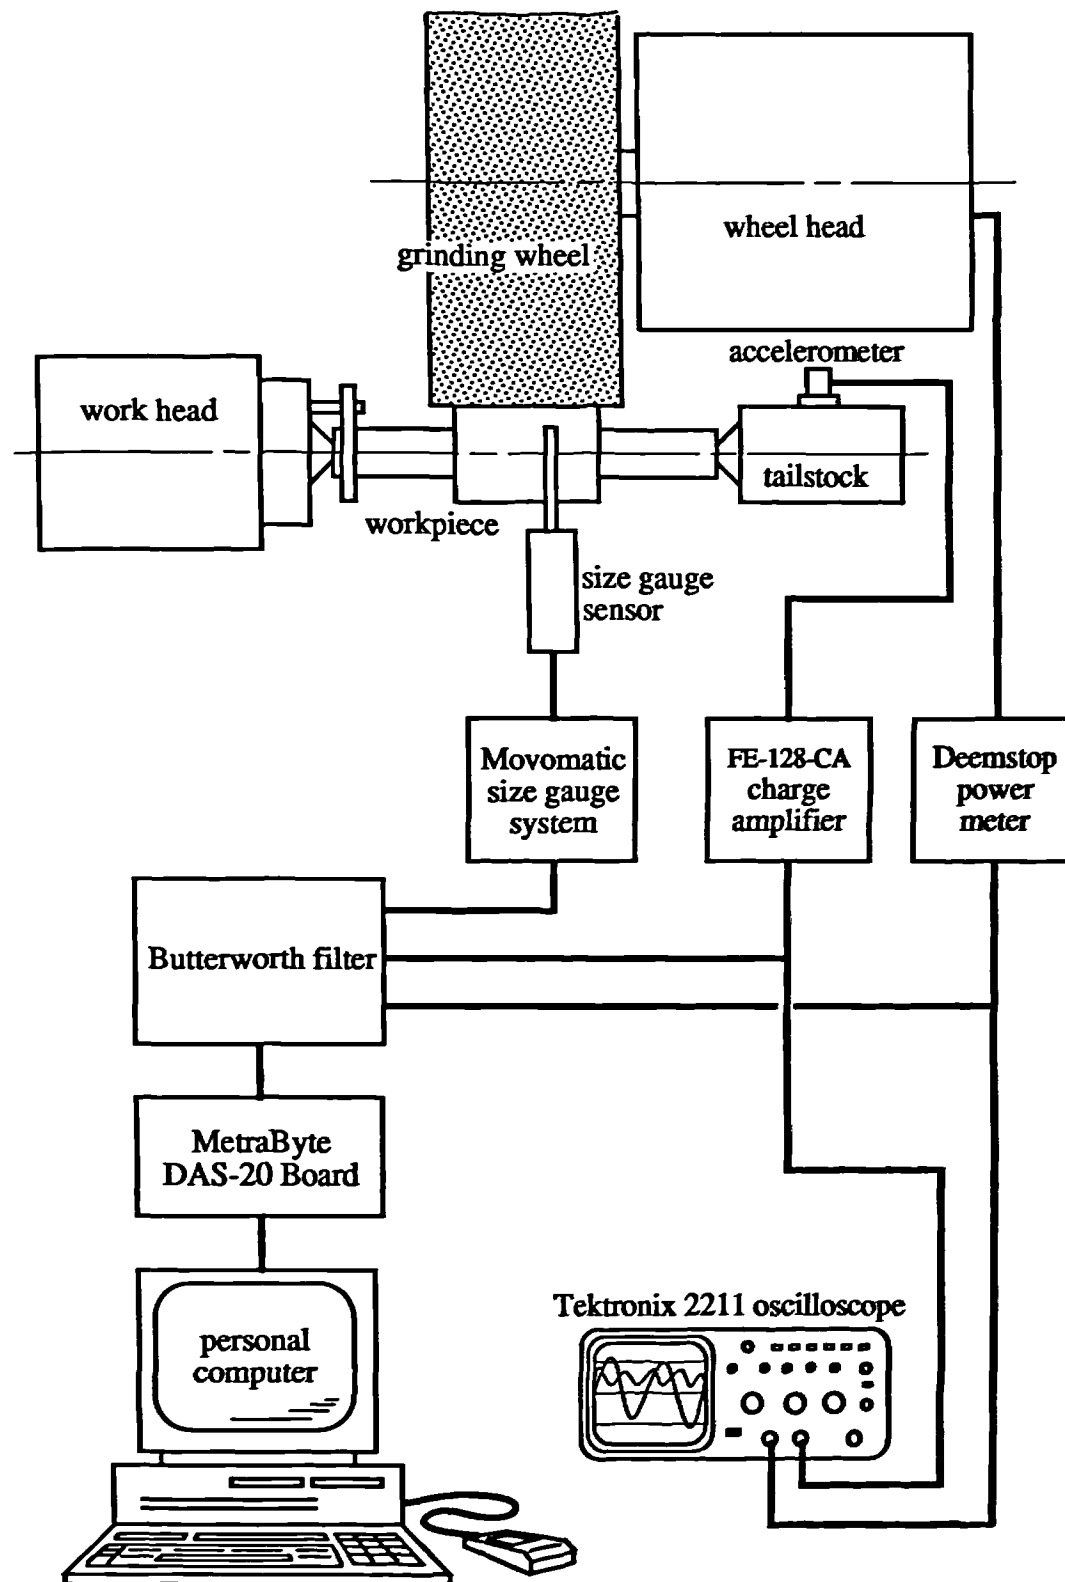 grinding wheel
wheel head
accelerometer
work head
tailstock
workpiece
size gauge
sensor
Movomatic
size gauge
system
FE-128-CA
charge
amplifier
Deemstop
power
meter
Butterworth filter
MetraByte
DAS-20 Board
personal
computer
Tektronix 2211 oscilloscope